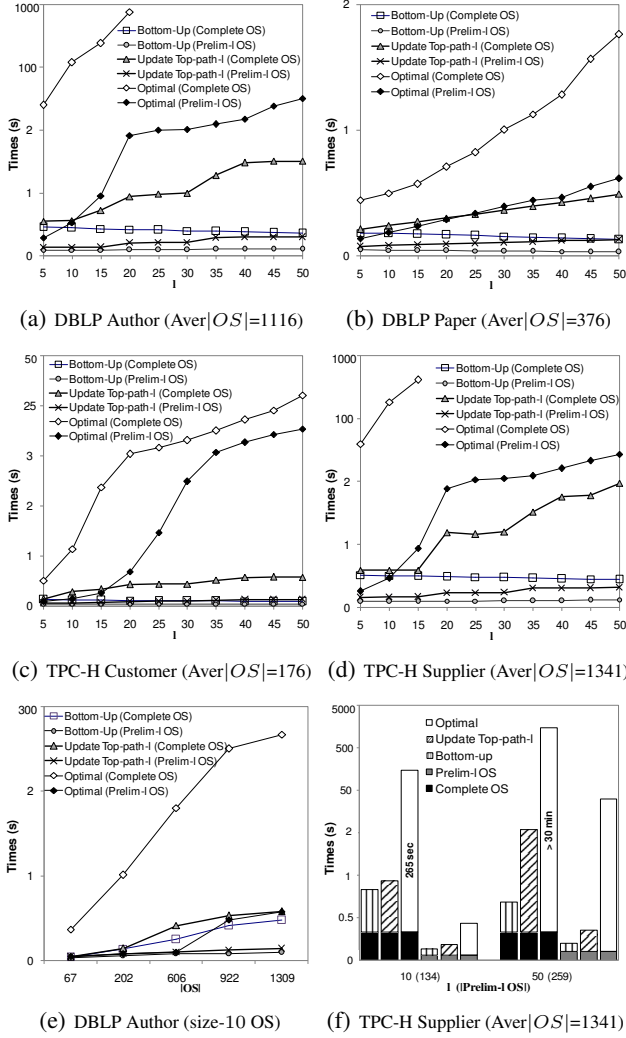 1000
100
2
1
0
Times (s)
Bottom-Up (Complete OS)
Bottom-Up (Prelim-l OS)
Update Top-path-l (Complete OS)
Update Top-path-l (Prelim-l OS)
Optimal (Complete OS)
Optimal (Prelim-l OS)
5 10 15 20 25 30 35 40 45 50
l
(a) DBLP Author (Aver|OS|=1116)
2
1
0
Times (s)
Bottom-Up (Complete OS)
Bottom-Up (Prelim-l OS)
Update Top-path-l (Complete OS)
Update Top-path-l (Prelim-l OS)
Optimal (Complete OS)
Optimal (Prelim-l OS)
5 10 15 20 25 30 35 40 45 50
l
(b) DBLP Paper (Aver|OS|=376)
50
25
3
2
1
0
Times (s)
Bottom-Up (Complete OS)
Bottom-Up (Prelim-l OS)
Update Top-path-l (Complete OS)
Update Top-path-l (Prelim-l OS)
Optimal (Complete OS)
Optimal (Prelim-l OS)
5 10 15 20 25 30 35 40 45 50
l
(c) TPC-H Customer (Aver|OS|=176)
1000
100
2
1
0
Times (s)
Bottom-Up (Complete OS)
Bottom-Up (Prelim-l OS)
Update Top-path-l (Complete OS)
Update Top-path-l (Prelim-l OS)
Optimal (Complete OS)
Optimal (Prelim-l OS)
5 10 15 20 25 30 35 40 45 50
l
(d) TPC-H Supplier (Aver|OS|=1341)
300
2
1
0
Times (s)
Bottom-Up (Complete OS)
Bottom-Up (Prelim-l OS)
Update Top-path-l (Complete OS)
Update Top-path-l (Prelim-l OS)
Optimal (Complete OS)
Optimal (Prelim-l OS)
67 202 606 922 1309
|OS|
(e) DBLP Author (size-10 OS)
5000
500
50
2
1
0.5
0
Times (s)
Optimal
Update Top-path-l
Bottom-up
Prelim-l OS
Complete OS
265 sec
> 30 min
10 (134) 50 (259)
l (|Prelim-l OS|)
(f) TPC-H Supplier (Aver|OS|=1341)